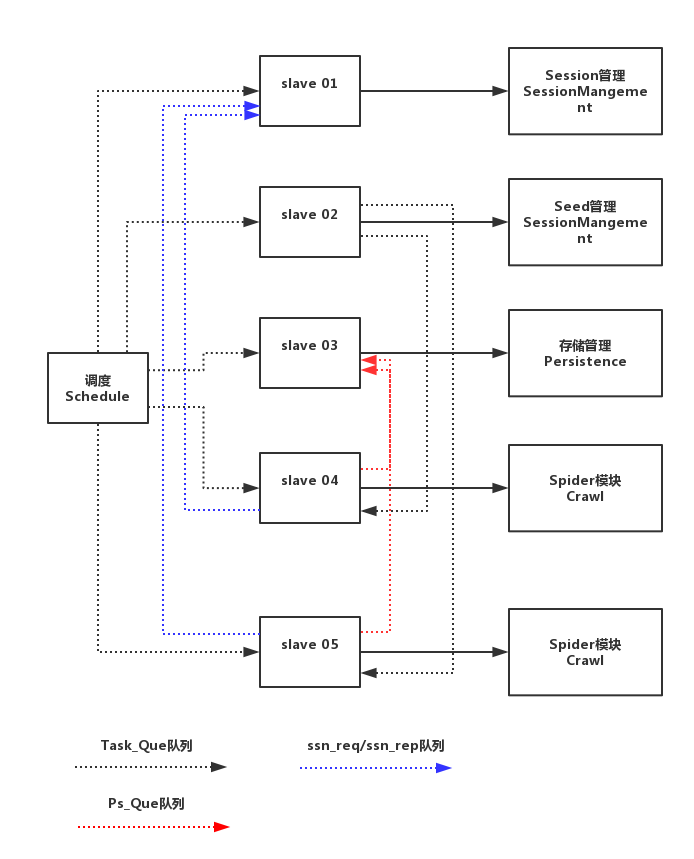 slave 01
Session管理
SessionMangeme
nt
slave 02
Seed管理
SessionMangeme
nt
slave 03
存储管理
Persistence
调度
Schedule
slave 04
Spider模块
Crawl
slave 05
Spider模块
Crawl
Task_Que队列
ssn_req/ssn_rep队列
Ps_Que队列